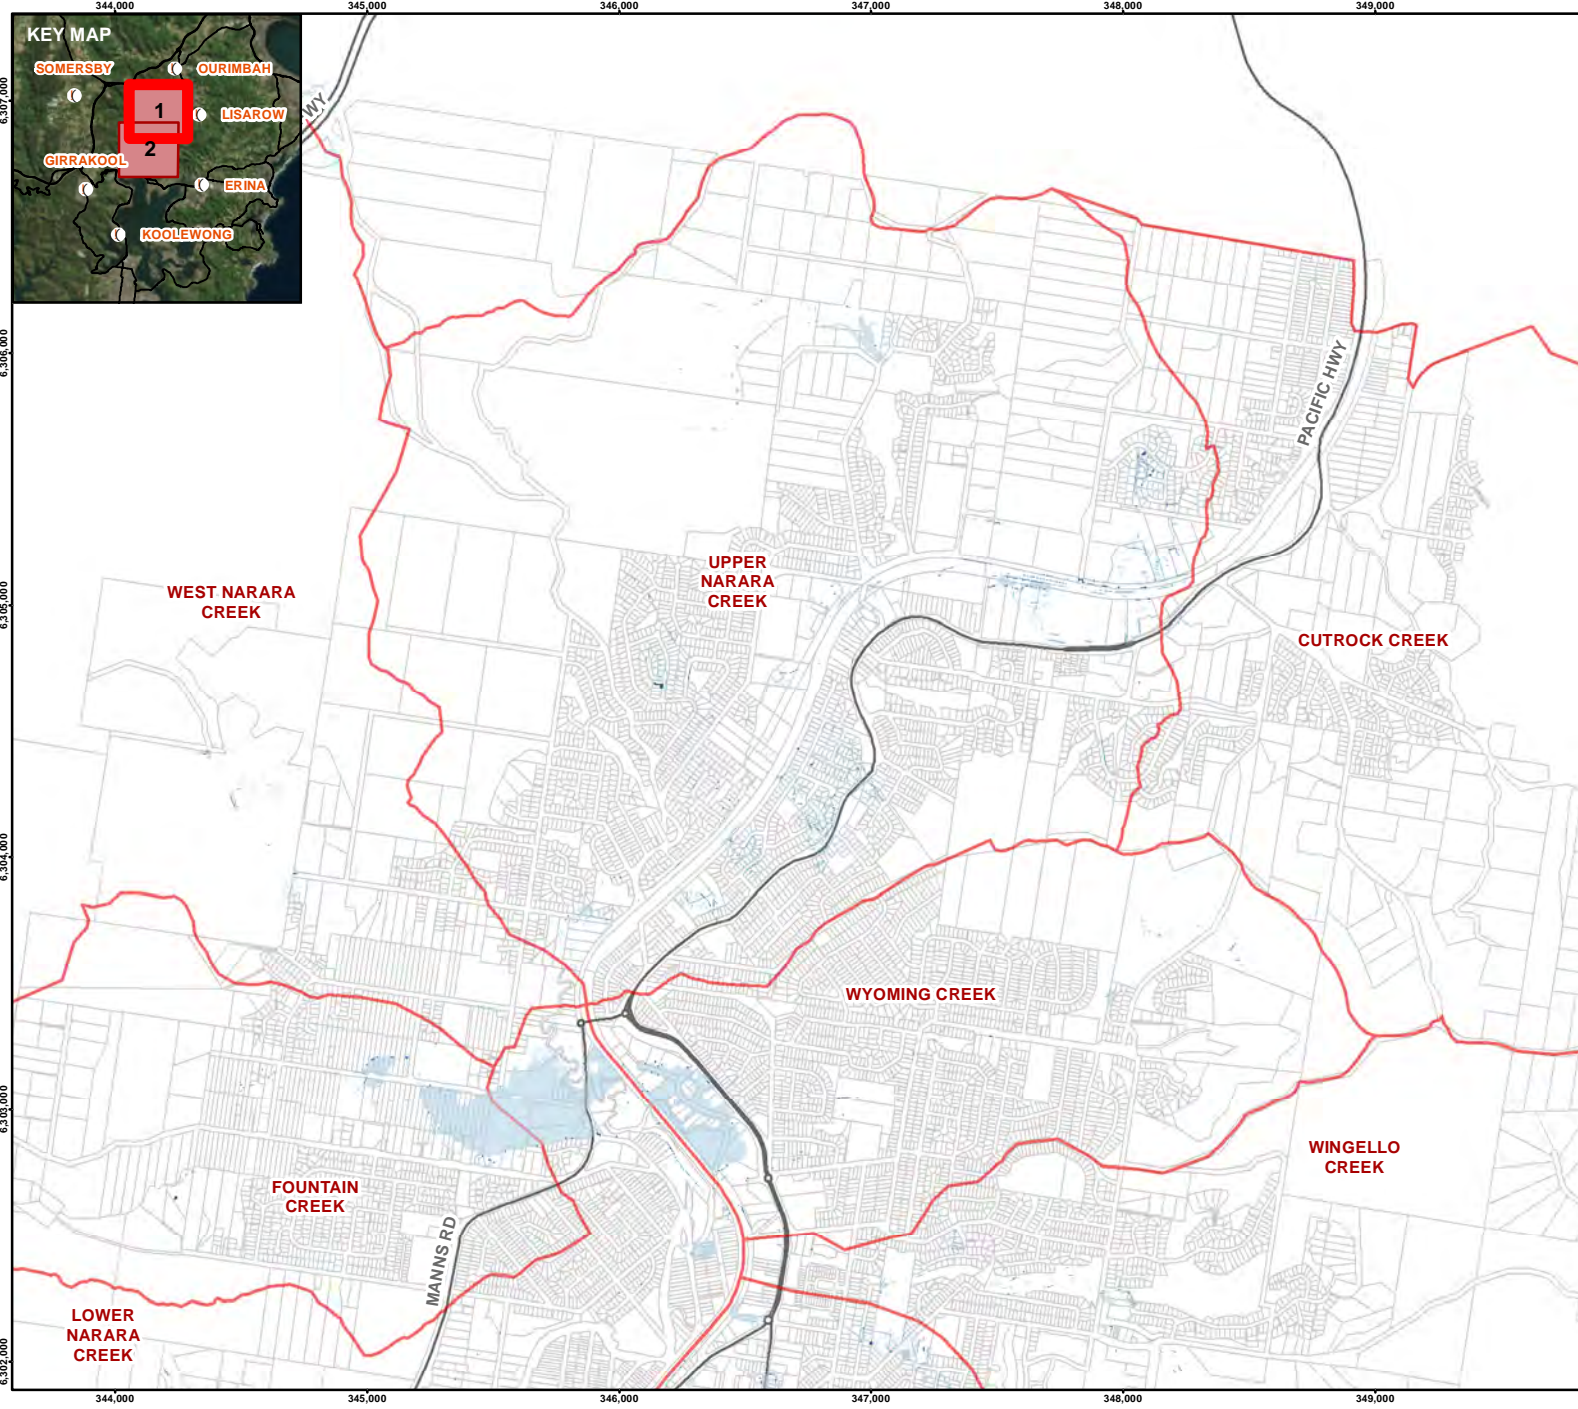 344,000
345,000
346,000
347,000
348,000
349,000
KEY MAP
SOMERSBY
OURIMBAH
1
LISAROW
2
GIRRAKOOL
ERINA
KOOLEWONG
WY
6,307,000
6,306,000
6,305,000
6,304,000
6,303,000
6,302,000
PACIFIC HWY
UPPER
NARARA
CREEK
WEST NARARA
CREEK
CUTROCK CREEK
WYOMING CREEK
WINGELLO
CREEK
FOUNTAIN
CREEK
MANNS RD
LOWER
NARARA
CREEK
344,000
345,000
346,000
347,000
348,000
349,000